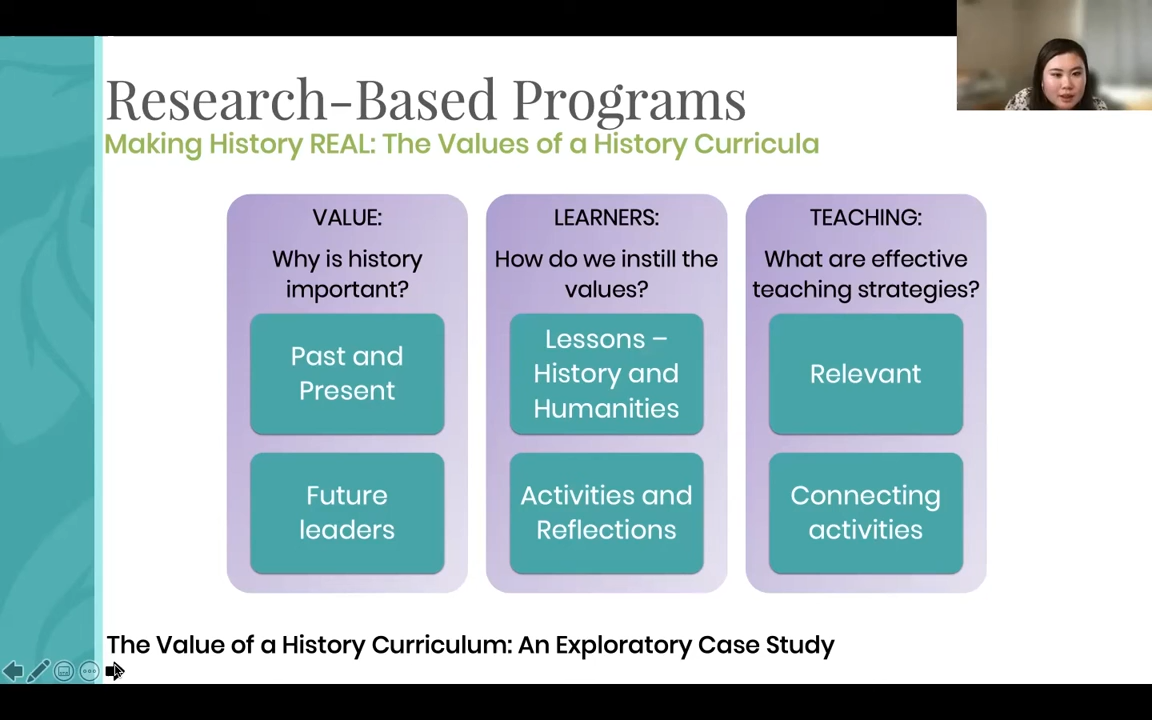 Research-Based Programs
Making History REAL: The Values of a History Curricula
VALUE:
Why is history
important?
Past and
Present
Future
leaders
LEARNERS:
How do we instill the
values?
Lessons –
History and
Humanities
Activities and
Reflections
TEACHING:
What are effective
teaching strategies?
Relevant
Connecting
activities
The Value of a History Curriculum: An Exploratory Case Study